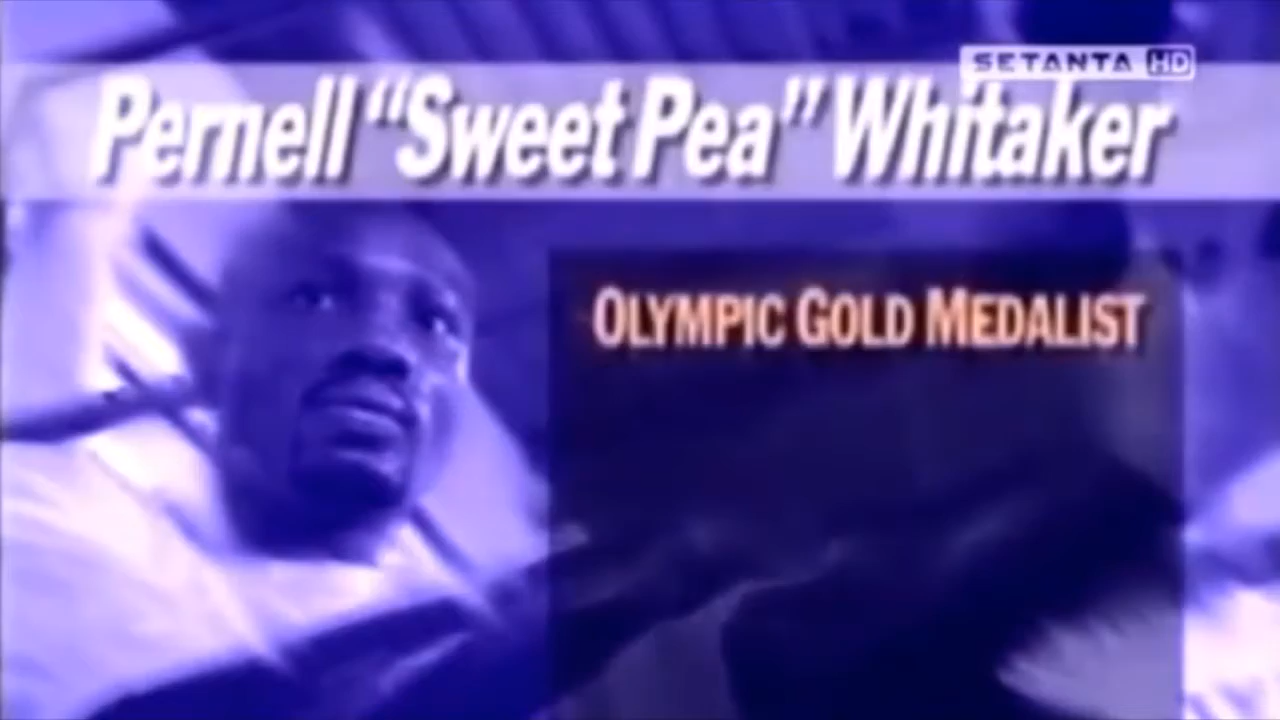 SETANTA HD
Pernell “Sweet Pea” Whitaker
OLYMPIC GOLD MEDALIST